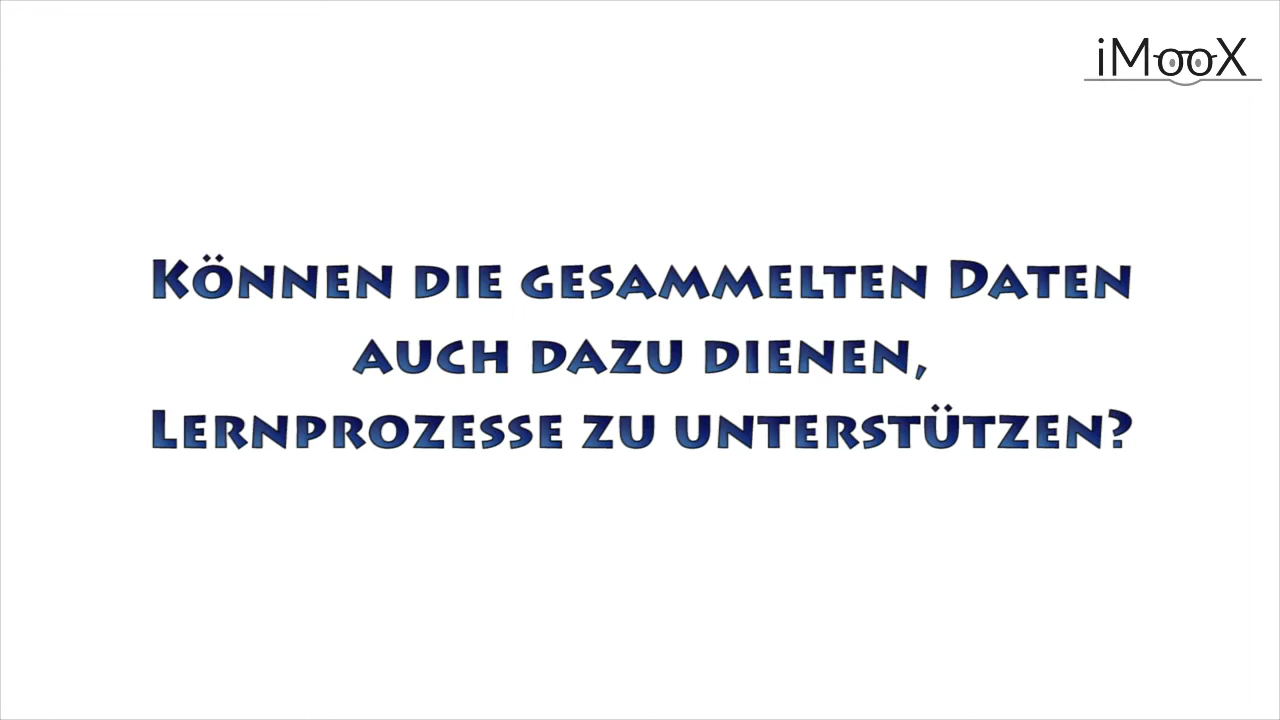 iMooX
Können die gesammelten Daten
auch dazu dienen,
Lernprozesse zu unterstützen?